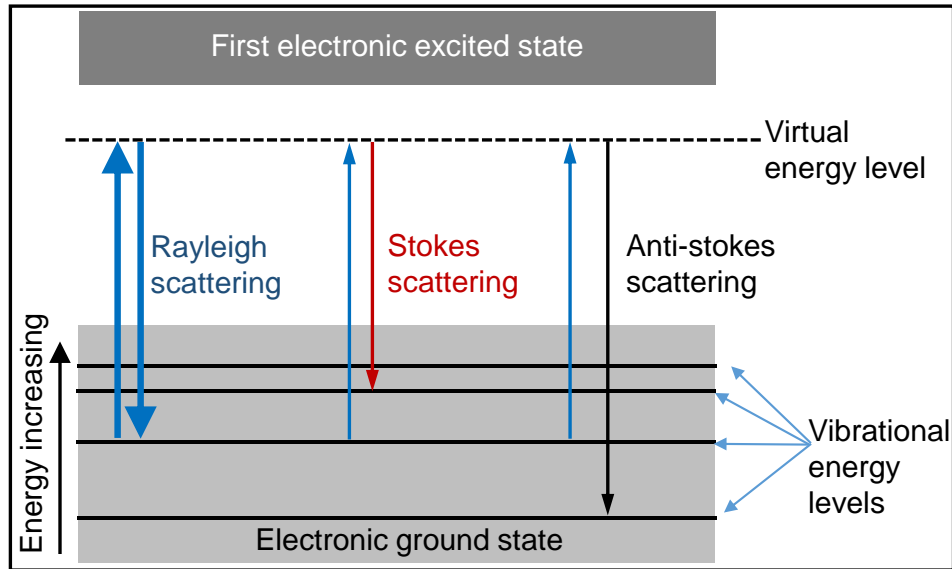 First electronic excited state
Virtual
energy level
Rayleigh
scattering
Stokes
scattering
Anti-stokes
scattering
Energy increasing
Vibrational
energy
levels
Electronic ground state